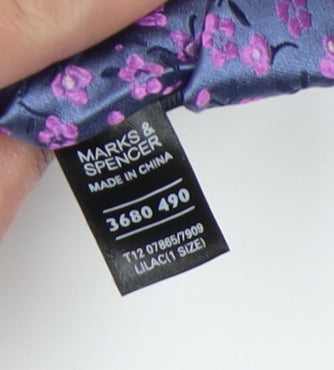 MARKS &
SPENCER
MADE IN CHINA
3680 490
T12 07865/7909
LILAC(1 SIZE)